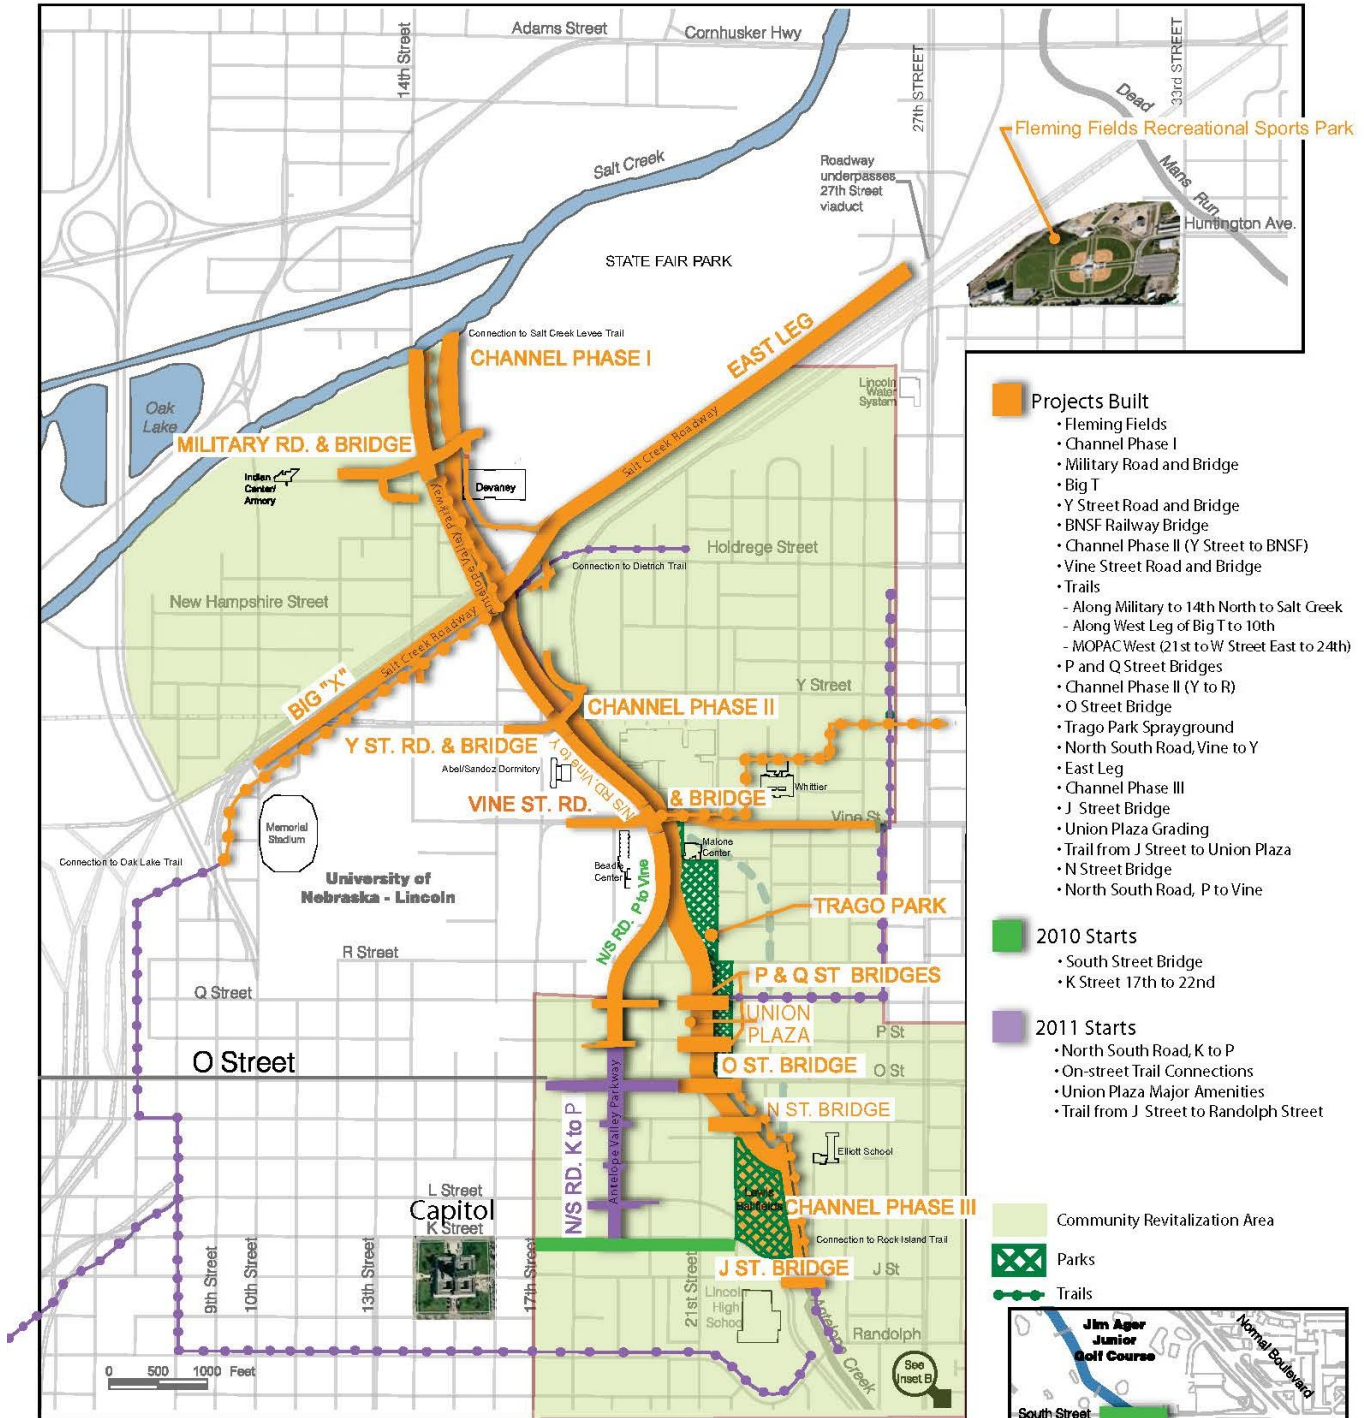 Adams Street
Cornhusker Hwy
14th Street
27th STREET
33rd STREET
Dead
Mans Run
Fleming Fields Recreational Sports Park
Salt Creek
Roadway
underpasses
27th Street
viaduct
Huntington Ave.
STATE FAIR PARK
Connection to Salt Creek Levee Trail
CHANNEL PHASE I
EAST LEG
Lincoln
Water
System
Oak
Lake
MILITARY RD. & BRIDGE
Indian
Center/
Armory
Devaney
Salt Creek Roadway
Antelope Valley Parkway
Holdrege Street
Connection to Dietrich Trail
New Hampshire Street
Salt Creek Roadway
BIG "X"
Y Street
CHANNEL PHASE II
Y ST. RD. & BRIDGE
N/S RD. Vine to Y
Abel/Sandoz Dormitory
Whittier
VINE ST. RD.
& BRIDGE
Vine St
Memorial
Stadium
Malone
Center
Beadle
Center
Connection to Oak Lake Trail
University of
Nebraska - Lincoln
N/S RD. P to Vine
TRAGO PARK
R Street
P & Q ST BRIDGES
Q Street
UNION
PLAZA
P St
O Street
O ST. BRIDGE
O St
N ST. BRIDGE
N/S RD. K to P
Antelope Valley Parkway
Elliott School
L Street
Capitol
K Street
Lewis
Ballfields
CHANNEL PHASE III
Connection to Rock Island Trail
J ST. BRIDGE
J St
9th Street
10th Street
13th Street
17th Street
21st Street
Lincoln
High
School
Antelope Creek
Randolph
0 500 1000 Feet
See
Inset B
Projects Built
• Fleming Fields
• Channel Phase I
• Military Road and Bridge
• Big T
• Y Street Road and Bridge
• BNSF Railway Bridge
• Channel Phase II (Y Street to BNSF)
• Vine Street Road and Bridge
• Trails
- Along Military to 14th North to Salt Creek
- Along West Leg of Big T to 10th
- MOPAC West (21st to W Street East to 24th)
• P and Q Street Bridges
• Channel Phase II (Y to R)
• O Street Bridge
• Trago Park Sprayground
• North South Road, Vine to Y
• East Leg
• Channel Phase III
• J Street Bridge
• Union Plaza Grading
• Trail from J Street to Union Plaza
• N Street Bridge
• North South Road, P to Vine
2010 Starts
• South Street Bridge
• K Street 17th to 22nd
2011 Starts
• North South Road, K to P
• On-street Trail Connections
• Union Plaza Major Amenities
• Trail from J Street to Randolph Street
Community Revitalization Area
Parks
Trails
Jim Ager
Junior
Golf Course
Normal Boulevard
South Street